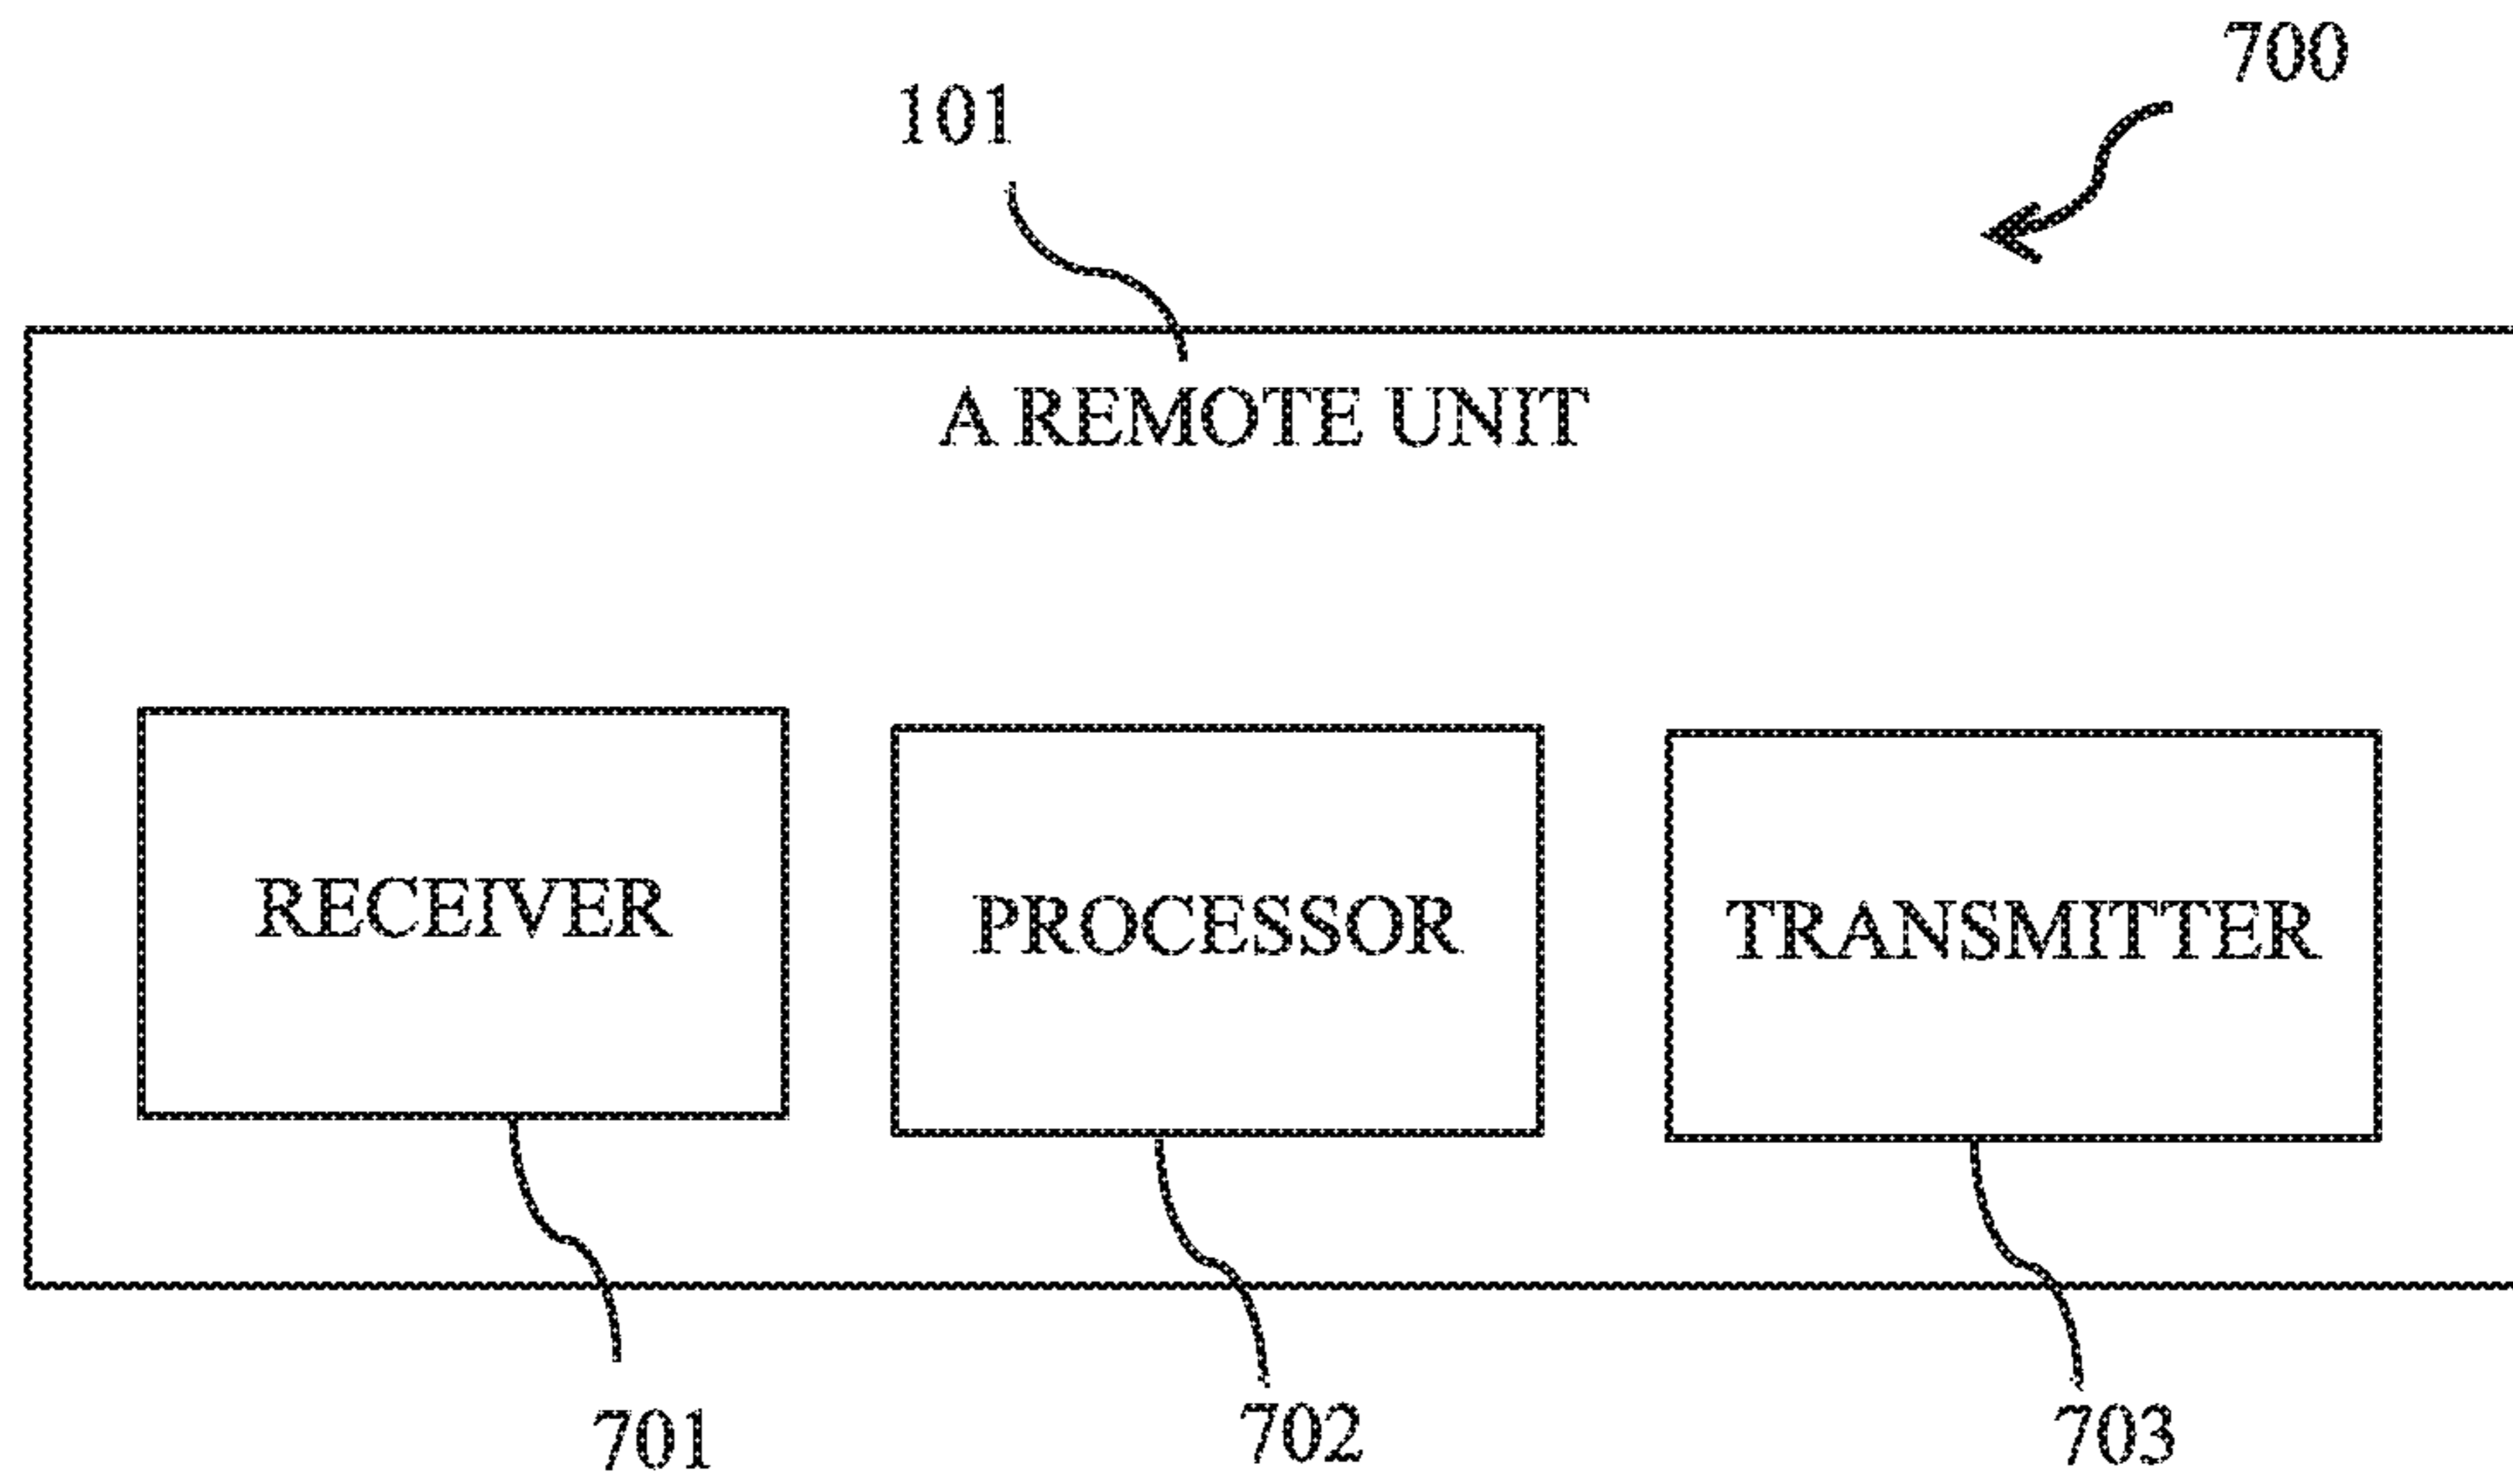 700
101
A REMOTE UNIT
RECEIVER
PROCESSOR
TRANSMITTER
701
702
703